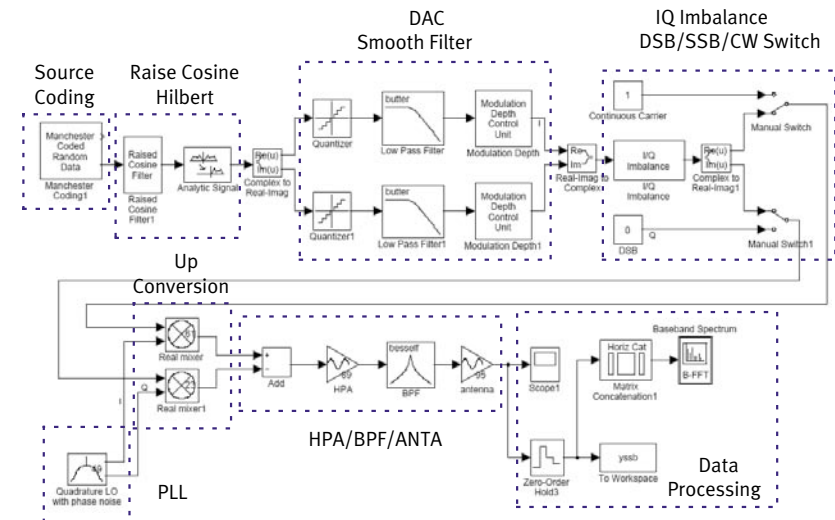 DAC
Smooth Filter
IQ Imbalance
DSB/SSB/CW Switch
Source
Coding
Raise Cosine
Hilbert
Manchester
Coded
Random
Data
Manchester
Coding1
Raised
Cosine
Filter
Raised
Cosine
Filter1
Analytic Signal
Re(u)
Im(u)
Complex to
Real-Imag
Quantizer
butter
Low Pass Filter
Modulation
Depth
Control
Unit
Modulation Depth
I
Quantizer1
butter
Low Pass Filter1
Modulation
Depth
Control
Unit
Modulation Depth1
Re
Im
Real-Imag to
Complex
1
Continuous Carrier
I/Q
Imbalance
I/Q
Imbalance
Re(u)
Im(u)
Complex to
Real-Imag1
Manual Switch
0
DSB
Q
Manual Switch1
Up
Conversion
Real mixer
Q
Real mixer1
I
Quadrature LO
with phase noise
PLL
+
-
Add
HPA
besself
BPF
antenna
HPA/BPF/ANTA
Scope1
Horiz Cat
Matrix
Concatenation1
Baseband Spectrum
B-FFT
Zero-Order
Hold3
yssb
To Workspace
Data
Processing